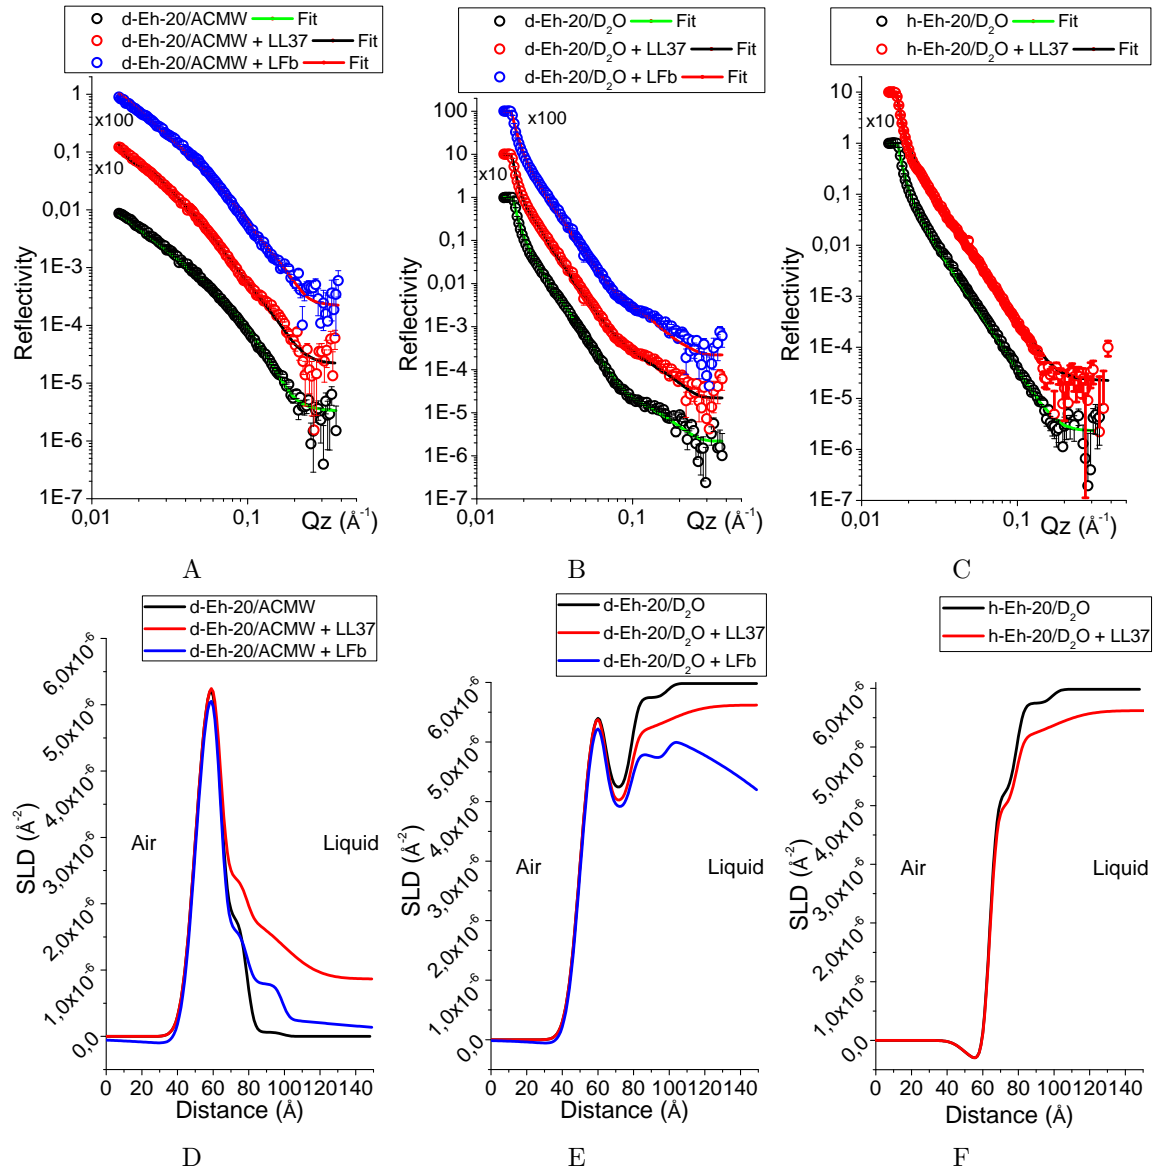 d-Eh-20/ACMW Fit
d-Eh-20/ACMW + LL37 Fit
d-Eh-20/ACMW + LFb Fit
1
0,1
0,01
1E-3
1E-4
1E-5
1E-6
1E-7
x100
x10
Reflectivity
0,01 0,1
Qz (Å⁻¹)
A
d-Eh-20/D₂O Fit
d-Eh-20/D₂O + LL37 Fit
d-Eh-20/D₂O + LFb Fit
100
10
1
0,1
0,01
1E-3
1E-4
1E-5
1E-6
1E-7
x100
x10
Reflectivity
0,01 0,1
Qz (Å⁻¹)
B
h-Eh-20/D₂O Fit
h-Eh-20/D₂O + LL37 Fit
10
1
0,1
0,01
1E-3
1E-4
1E-5
1E-6
1E-7
x10
Reflectivity
0,01 0,1
Qz (Å⁻¹)
C
d-Eh-20/ACMW
d-Eh-20/ACMW + LL37
d-Eh-20/ACMW + LFb
6,0x10⁻⁶
5,0x10⁻⁶
4,0x10⁻⁶
3,0x10⁻⁶
2,0x10⁻⁶
1,0x10⁻⁶
0,0
SLD (Å⁻²)
Air Liquid
0 20 40 60 80 100 120 140
Distance (Å)
D
d-Eh-20/D₂O
d-Eh-20/D₂O + LL37
d-Eh-20/D₂O + LFb
6,0x10⁻⁶
5,0x10⁻⁶
4,0x10⁻⁶
3,0x10⁻⁶
2,0x10⁻⁶
1,0x10⁻⁶
0,0
SLD (Å⁻²)
Air Liquid
0 20 40 60 80 100 120 140
Distance (Å)
E
h-Eh-20/D₂O
h-Eh-20/D₂O + LL37
6,0x10⁻⁶
5,0x10⁻⁶
4,0x10⁻⁶
3,0x10⁻⁶
2,0x10⁻⁶
1,0x10⁻⁶
0,0
SLD (Å⁻²)
Air Liquid
0 20 40 60 80 100 120 140
Distance (Å)
F